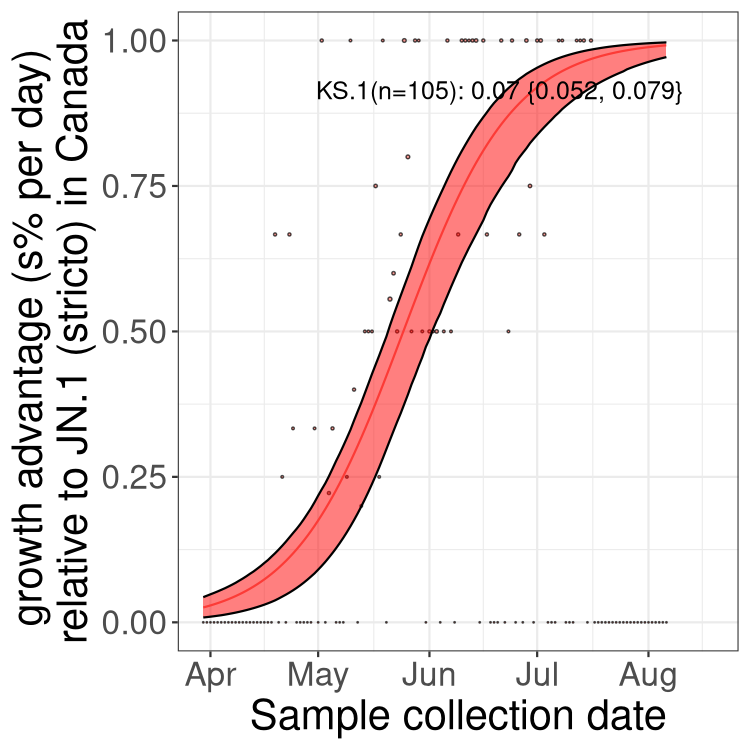 growth advantage (s% per day)
relative to JN.1 (stricto) in Canada
1.00
0.75
0.50
0.25
0.00
KS.1(n=105): 0.07 {0.052, 0.079}
Apr May Jun Jul Aug
Sample collection date